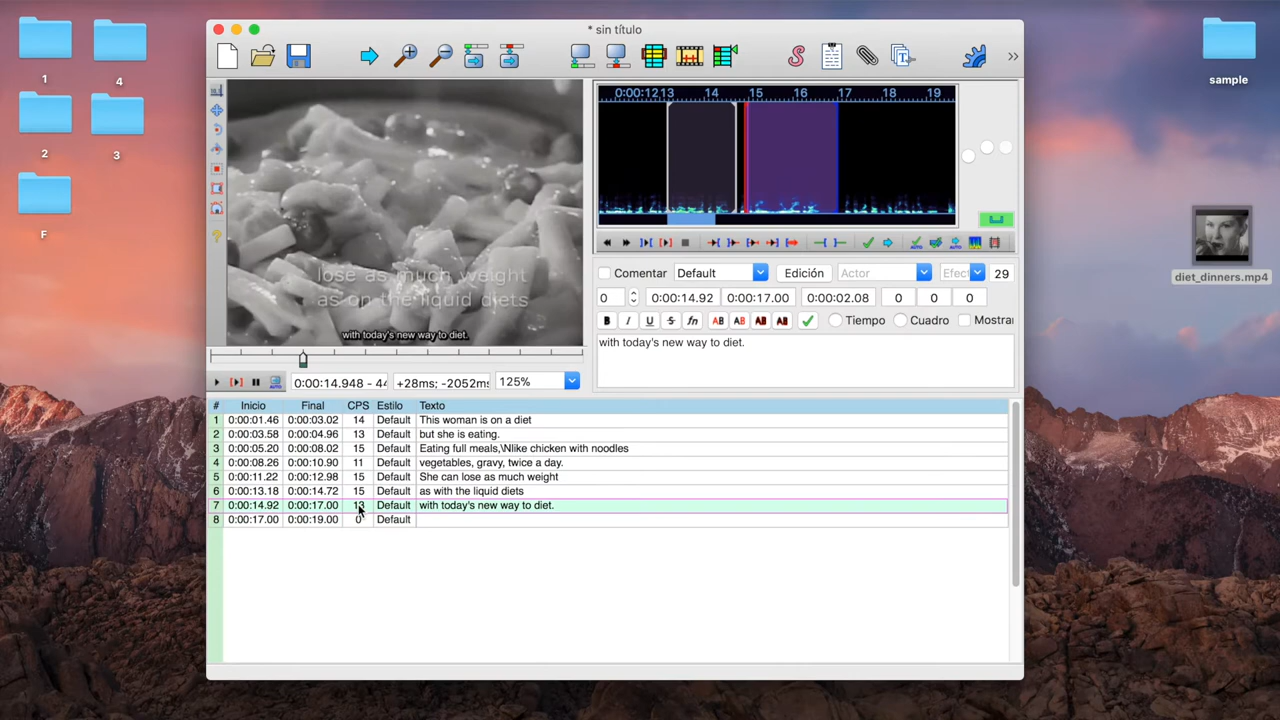 * sin título
1
4
2
3
F
sample
diet_dinners.mp4
lose as much weight
as on the liquid diets
with today's new way to diet.
0:00:12 13 14 15 16 17 18 19
Comentar Default Edición Actor Efect 29
0 0:00:14.92 0:00:17.00 0:00:02.08 0 0 0
B I U S fn AB AB AB AB Tiempo Cuadro Mostrar
with today's new way to diet.
0:00:14.948 - 44 +28ms; -2052ms 125%
# Inicio Final CPS Estilo Texto
1 0:00:01.46 0:00:03.02 14 Default This woman is on a diet
2 0:00:03.58 0:00:04.96 13 Default but she is eating.
3 0:00:05.20 0:00:08.02 15 Default Eating full meals,\Nlike chicken with noodles
4 0:00:08.26 0:00:10.90 11 Default vegetables, gravy, twice a day.
5 0:00:11.22 0:00:12.98 15 Default She can lose as much weight
6 0:00:13.18 0:00:14.72 15 Default as with the liquid diets
7 0:00:14.92 0:00:17.00 13 Default with today's new way to diet.
8 0:00:17.00 0:00:19.00 0 Default